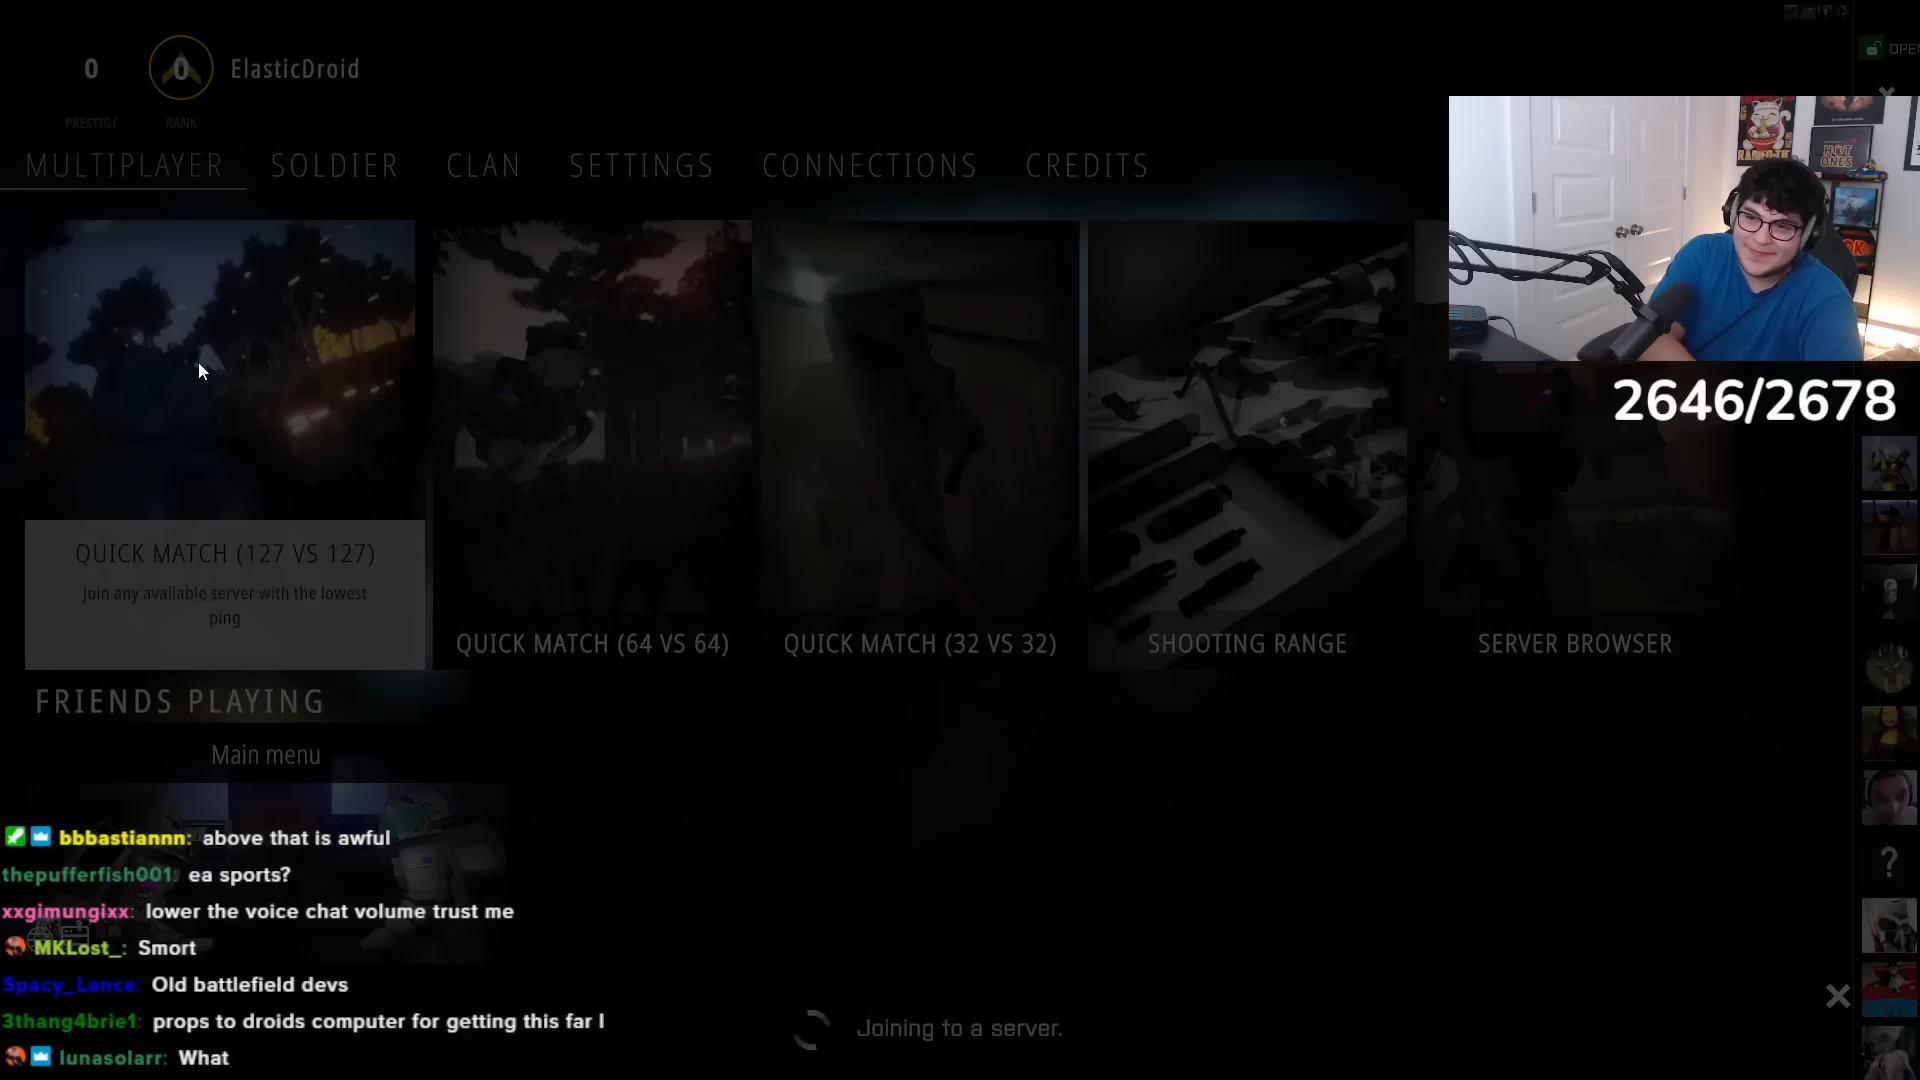 0
0
ElasticDroid
OPEN
PRESTIGE
RANK
MULTIPLAYER
SOLDIER
CLAN
SETTINGS
CONNECTIONS
CREDITS
HOT
ONES
2646/2678
QUICK MATCH (127 VS 127)
Join any available server with the lowest
ping
QUICK MATCH (64 VS 64)
QUICK MATCH (32 VS 32)
SHOOTING RANGE
SERVER BROWSER
FRIENDS PLAYING
Main menu
bbbastiannn: above that is awful
thepufferfish001: ea sports?
xxgimungixx: lower the voice chat volume trust me
MKLost_: Smort
Spacy_Lance: Old battlefield devs
3thang4brie1: props to droids computer for getting this far l
lunasolarr: What
?
Joining to a server.